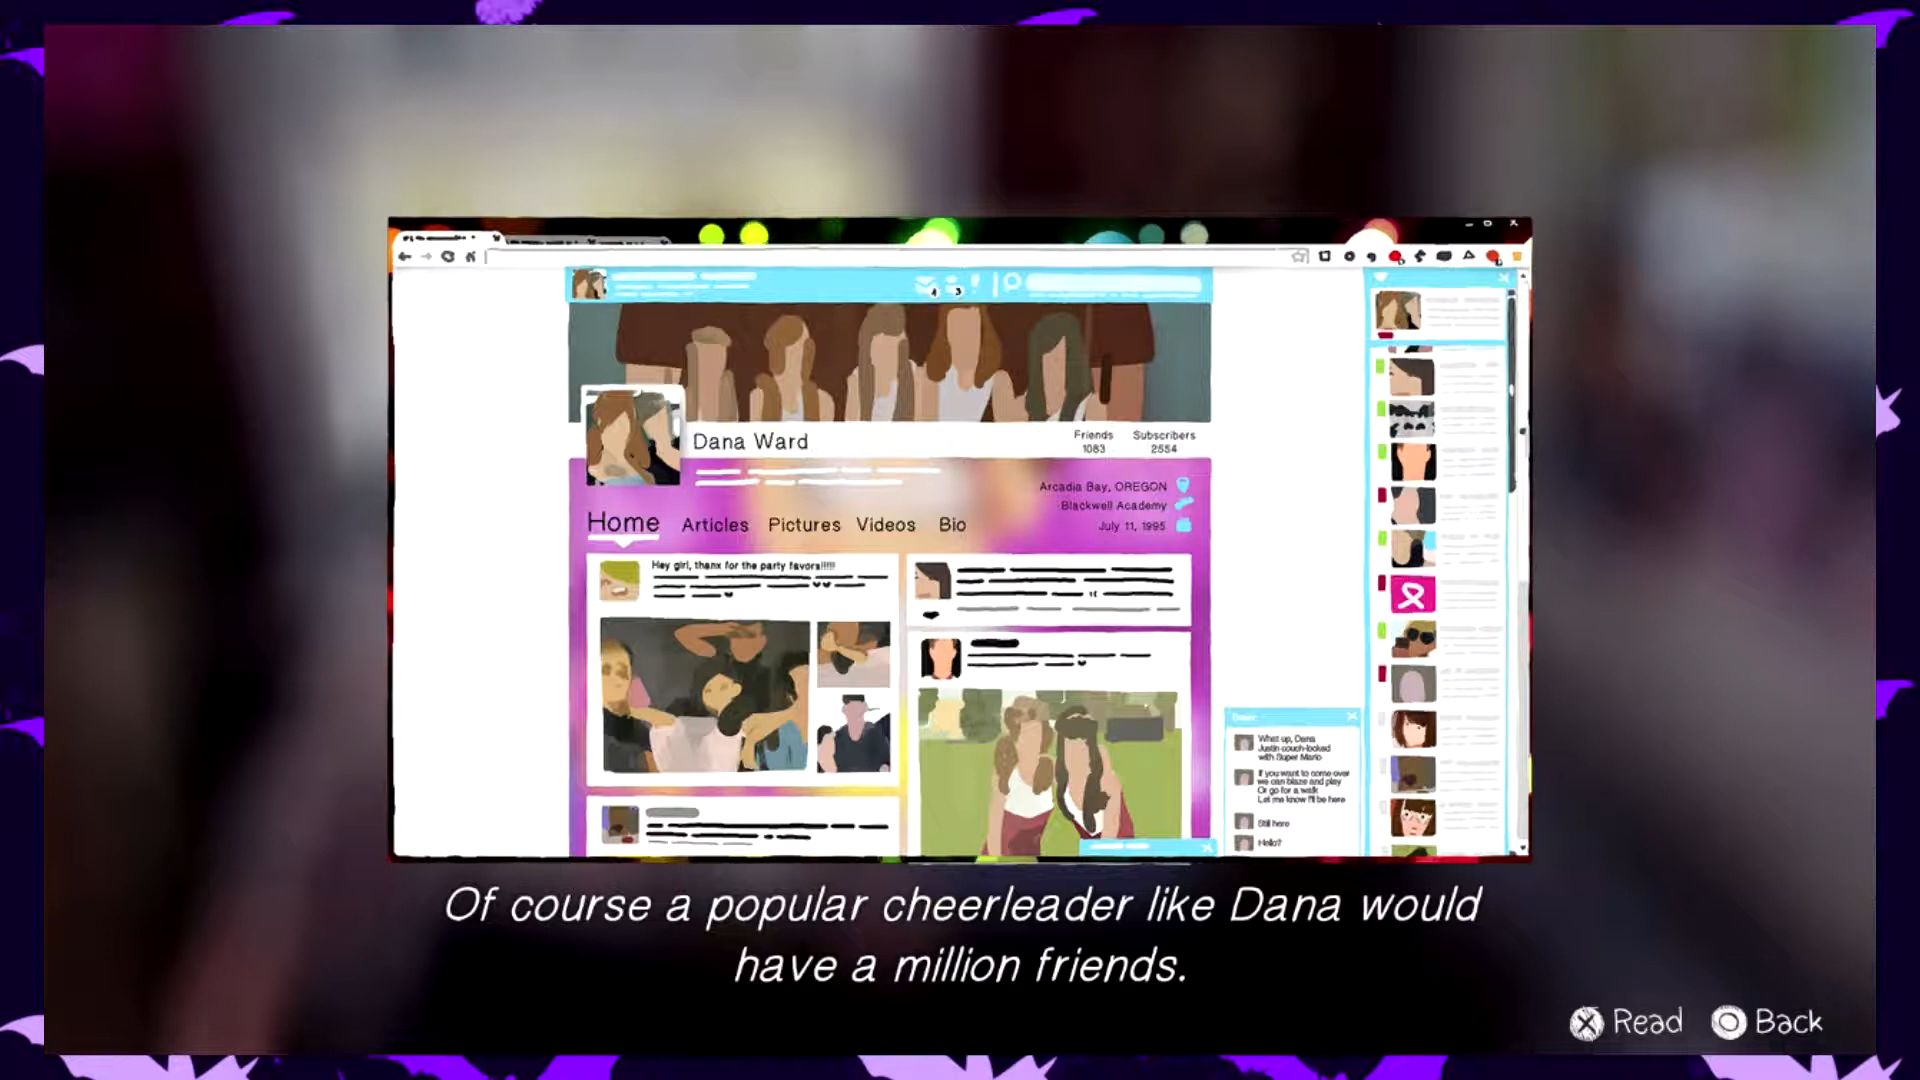 4
3
Dana Ward
Friends
1083
Subscribers
2554
Arcadia Bay, OREGON
Blackwell Academy
July 11, 1995
Home
Articles
Pictures
Videos
Bio
Hey girl, thanx for the party favors!!!!!
What up, Dana
Justin couch-locked
with Super Mario
If you want to come over
we can blaze and play
Or go for a walk
Let me know I'll be here
Still here
Hello?
Of course a popular cheerleader like Dana would
have a million friends.
Read
Back